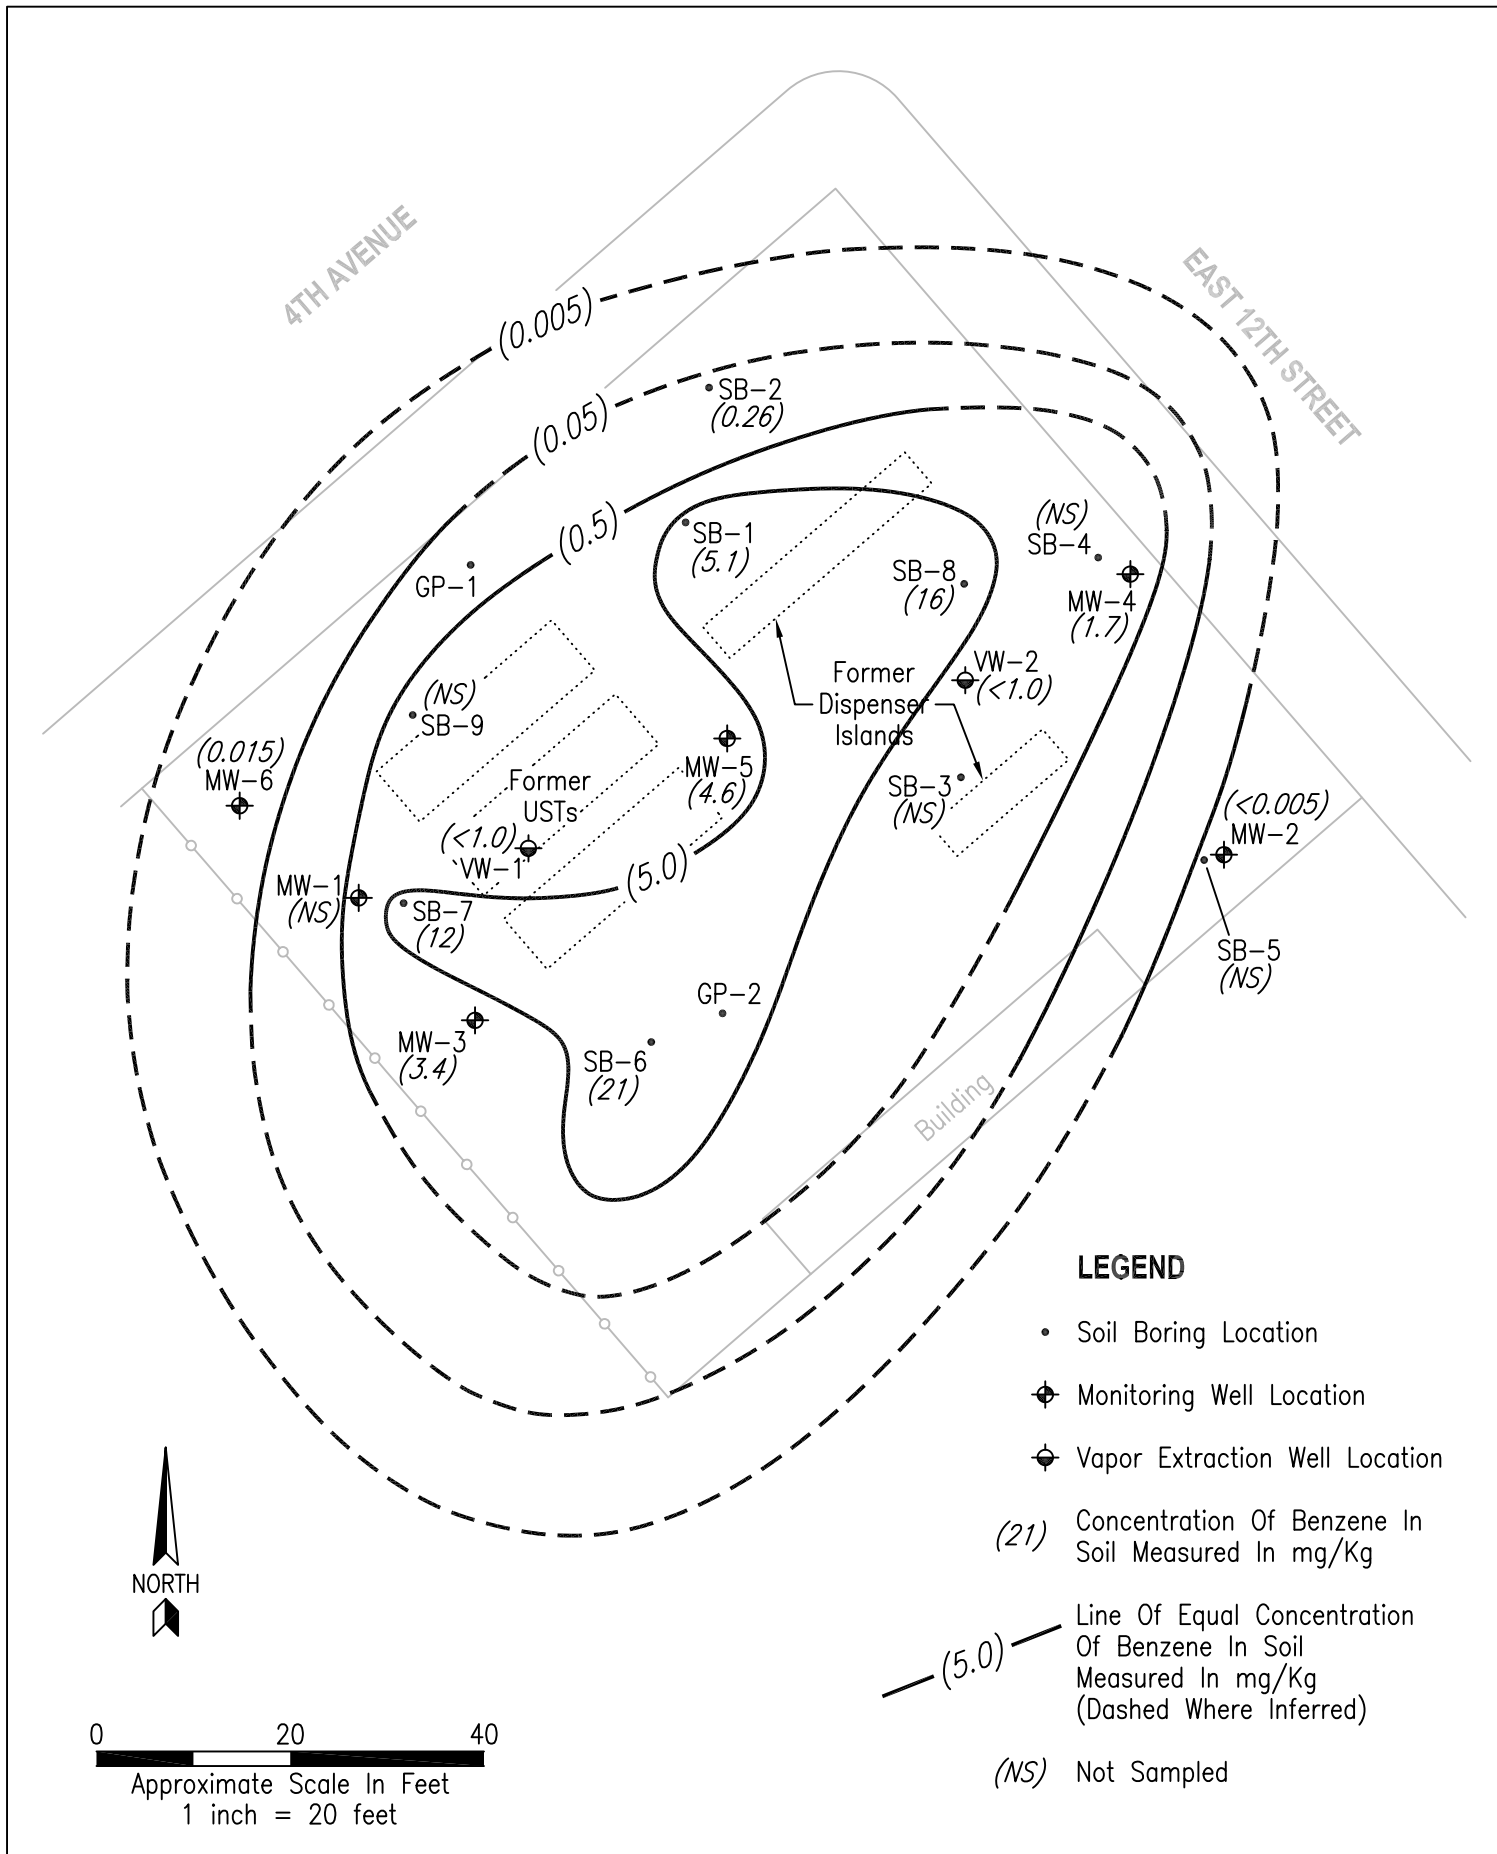 4TH AVENUE
EAST 12TH STREET
(0.005)
(0.05)
(0.5)
SB-2
(0.26)
GP-1
SB-1
(5.1)
SB-8
(16)
(NS)
SB-4
MW-4
(1.7)
VW-2
(<1.0)
Former
Dispenser
Islands
(NS)
SB-9
(0.015)
MW-6
MW-5
(4.6)
Former
USTs
(<1.0)
VW-1
SB-3
(NS)
(<0.005)
MW-2
MW-1
(NS)
(5.0)
SB-7
(12)
SB-5
(NS)
GP-2
MW-3
(3.4)
SB-6
(21)
Building
LEGEND
Soil Boring Location
Monitoring Well Location
Vapor Extraction Well Location
(21)
Concentration Of Benzene In
Soil Measured In mg/Kg
(5.0)
Line Of Equal Concentration
Of Benzene In Soil
Measured In mg/Kg
(Dashed Where Inferred)
(NS) Not Sampled
NORTH
0 20 40
Approximate Scale In Feet
1 inch = 20 feet